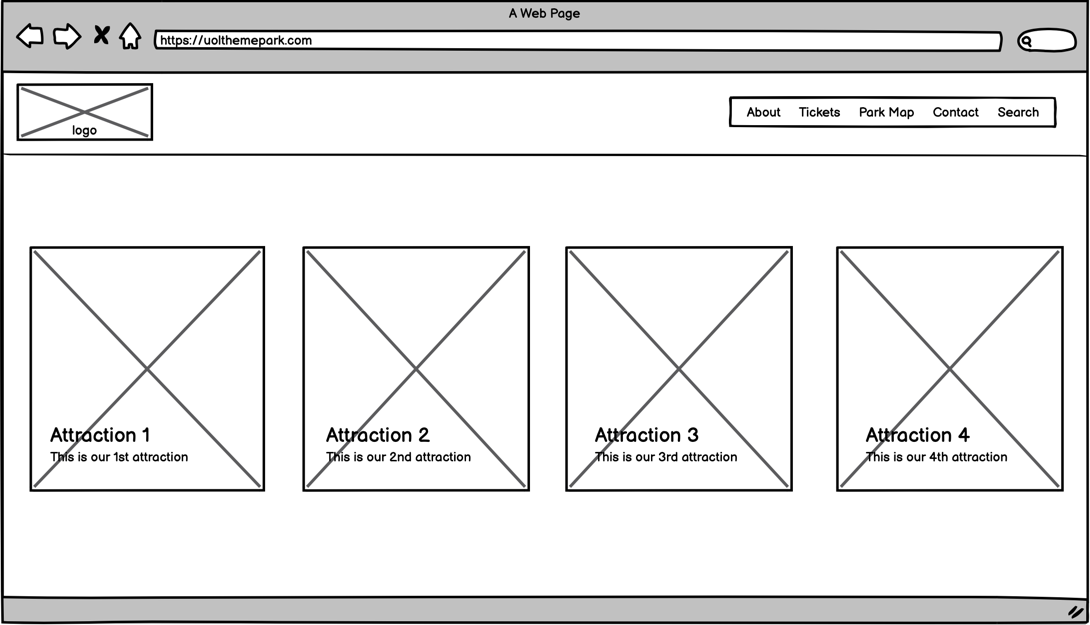 A Web Page
https://uolthemepark.com
logo
About Tickets Park Map Contact Search
Attraction 1
This is our 1st attraction
Attraction 2
This is our 2nd attraction
Attraction 3
This is our 3rd attraction
Attraction 4
This is our 4th attraction